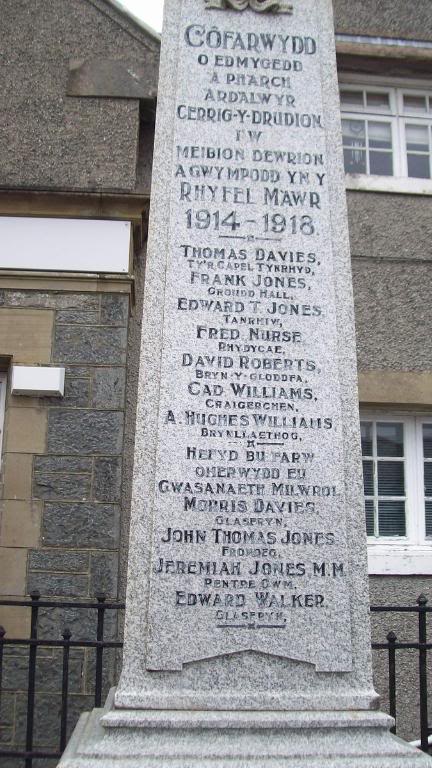 COFARWYDD
O EDMYGEDD
A PHARCH
ARDALWYR
CERRIG-Y-DRUDION
I'W
MEIBION DEWRION
A GWYMPODD YN Y
RHYFEL MAWR
1914-1918.
THOMAS DAVIES,
TY'R CAPEL TYNRHYD,
FRANK JONES,
GRONDD HALL,
EDWARD T. JONES,
TANRHIW,
FRED NURSE
RHYDYCAE,
DAVID ROBERTS,
BRYN-Y-GLODDFA,
CAD WILLIAMS,
CRAIGERCHEN,
A. HUGHES WILLIAMS
BRYNLLAETHOG,
HEFYD BU FARW
OHERWYDD EU
GWASANAETH MILWROL
MORRIS DAVIES,
GLASFRYN,
JOHN THOMAS JONES
FRONDEG,
JEREMIAH JONES M.M.
PENTRE CWM,
EDWARD WALKER,
GLASFRYN,